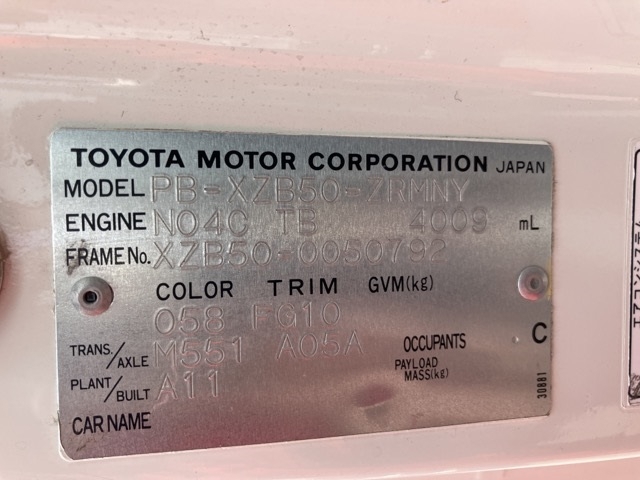 TOYOTA MOTOR CORPORATION JAPAN
MODEL PB-XZB50-ZRMNY
ENGINE N04C TB 4009 mL
FRAME No. XZB50-0050792
COLOR TRIM GVM(kg)
058 FG10
TRANS./AXLE M551 A05A OCCUPANTS C
PLANT/BUILT A11 PAYLOAD MASS(kg)
CAR NAME
30881